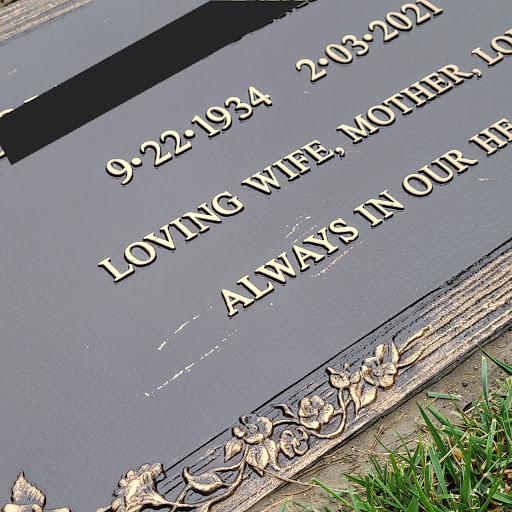 9·22·1934 2·03·2021
LOVING WIFE, MOTHER,
ALWAYS IN OUR